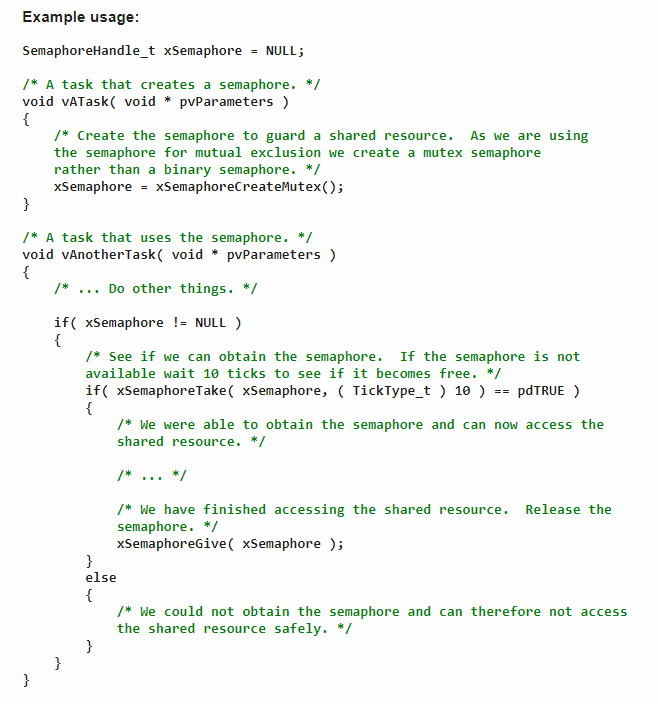 Example usage:
SemaphoreHandle_t xSemaphore = NULL;
/* A task that creates a semaphore. */
void vATask( void * pvParameters )
{
/* Create the semaphore to guard a shared resource.  As we are using
the semaphore for mutual exclusion we create a mutex semaphore
rather than a binary semaphore. */
xSemaphore = xSemaphoreCreateMutex();
}
/* A task that uses the semaphore. */
void vAnotherTask( void * pvParameters )
{
/* ... Do other things. */
if( xSemaphore != NULL )
{
/* See if we can obtain the semaphore.  If the semaphore is not
available wait 10 ticks to see if it becomes free. */
if( xSemaphoreTake( xSemaphore, ( TickType_t ) 10 ) == pdTRUE )
{
/* We were able to obtain the semaphore and can now access the
shared resource. */
/* ... */
/* We have finished accessing the shared resource.  Release the
semaphore. */
xSemaphoreGive( xSemaphore );
}
else
{
/* We could not obtain the semaphore and can therefore not access
the shared resource safely. */
}
}
}